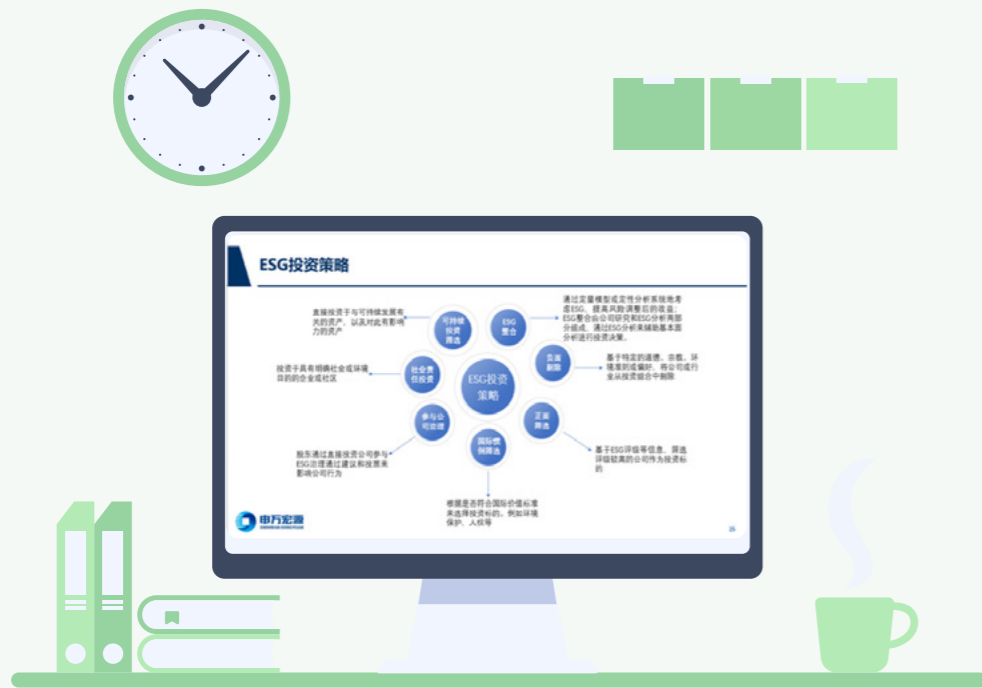 ESG投资策略
直接投资于与可持续发展有
关的资产，以及对此有影响
力的资产
可持续
投资
筛选
ESG
整合
通过定量模型或定性分析系统地考
虑ESG，提高风险调整后的收益；
ESG整合由公司研究和ESG分析两部
分组成，通过ESG分析来辅助基本面
分析进行投资决策。
投资于具有明确社会或环境
目的的企业或社区
社会责
任投资
ESG投资
策略
负面
剔除
基于特定的道德、宗教、环
境准则或偏好，将公司或行
业从投资组合中剔除
参与公
司治理
正面
筛选
国际惯
例筛选
股东通过直接投资公司参与
ESG治理通过建议和投票来
影响公司行为
基于ESG评级等信息，筛选
评级较高的公司作为投资标
的
根据是否符合国际价值标准
来选择投资标的，例如环境
保护、人权等
申万宏源